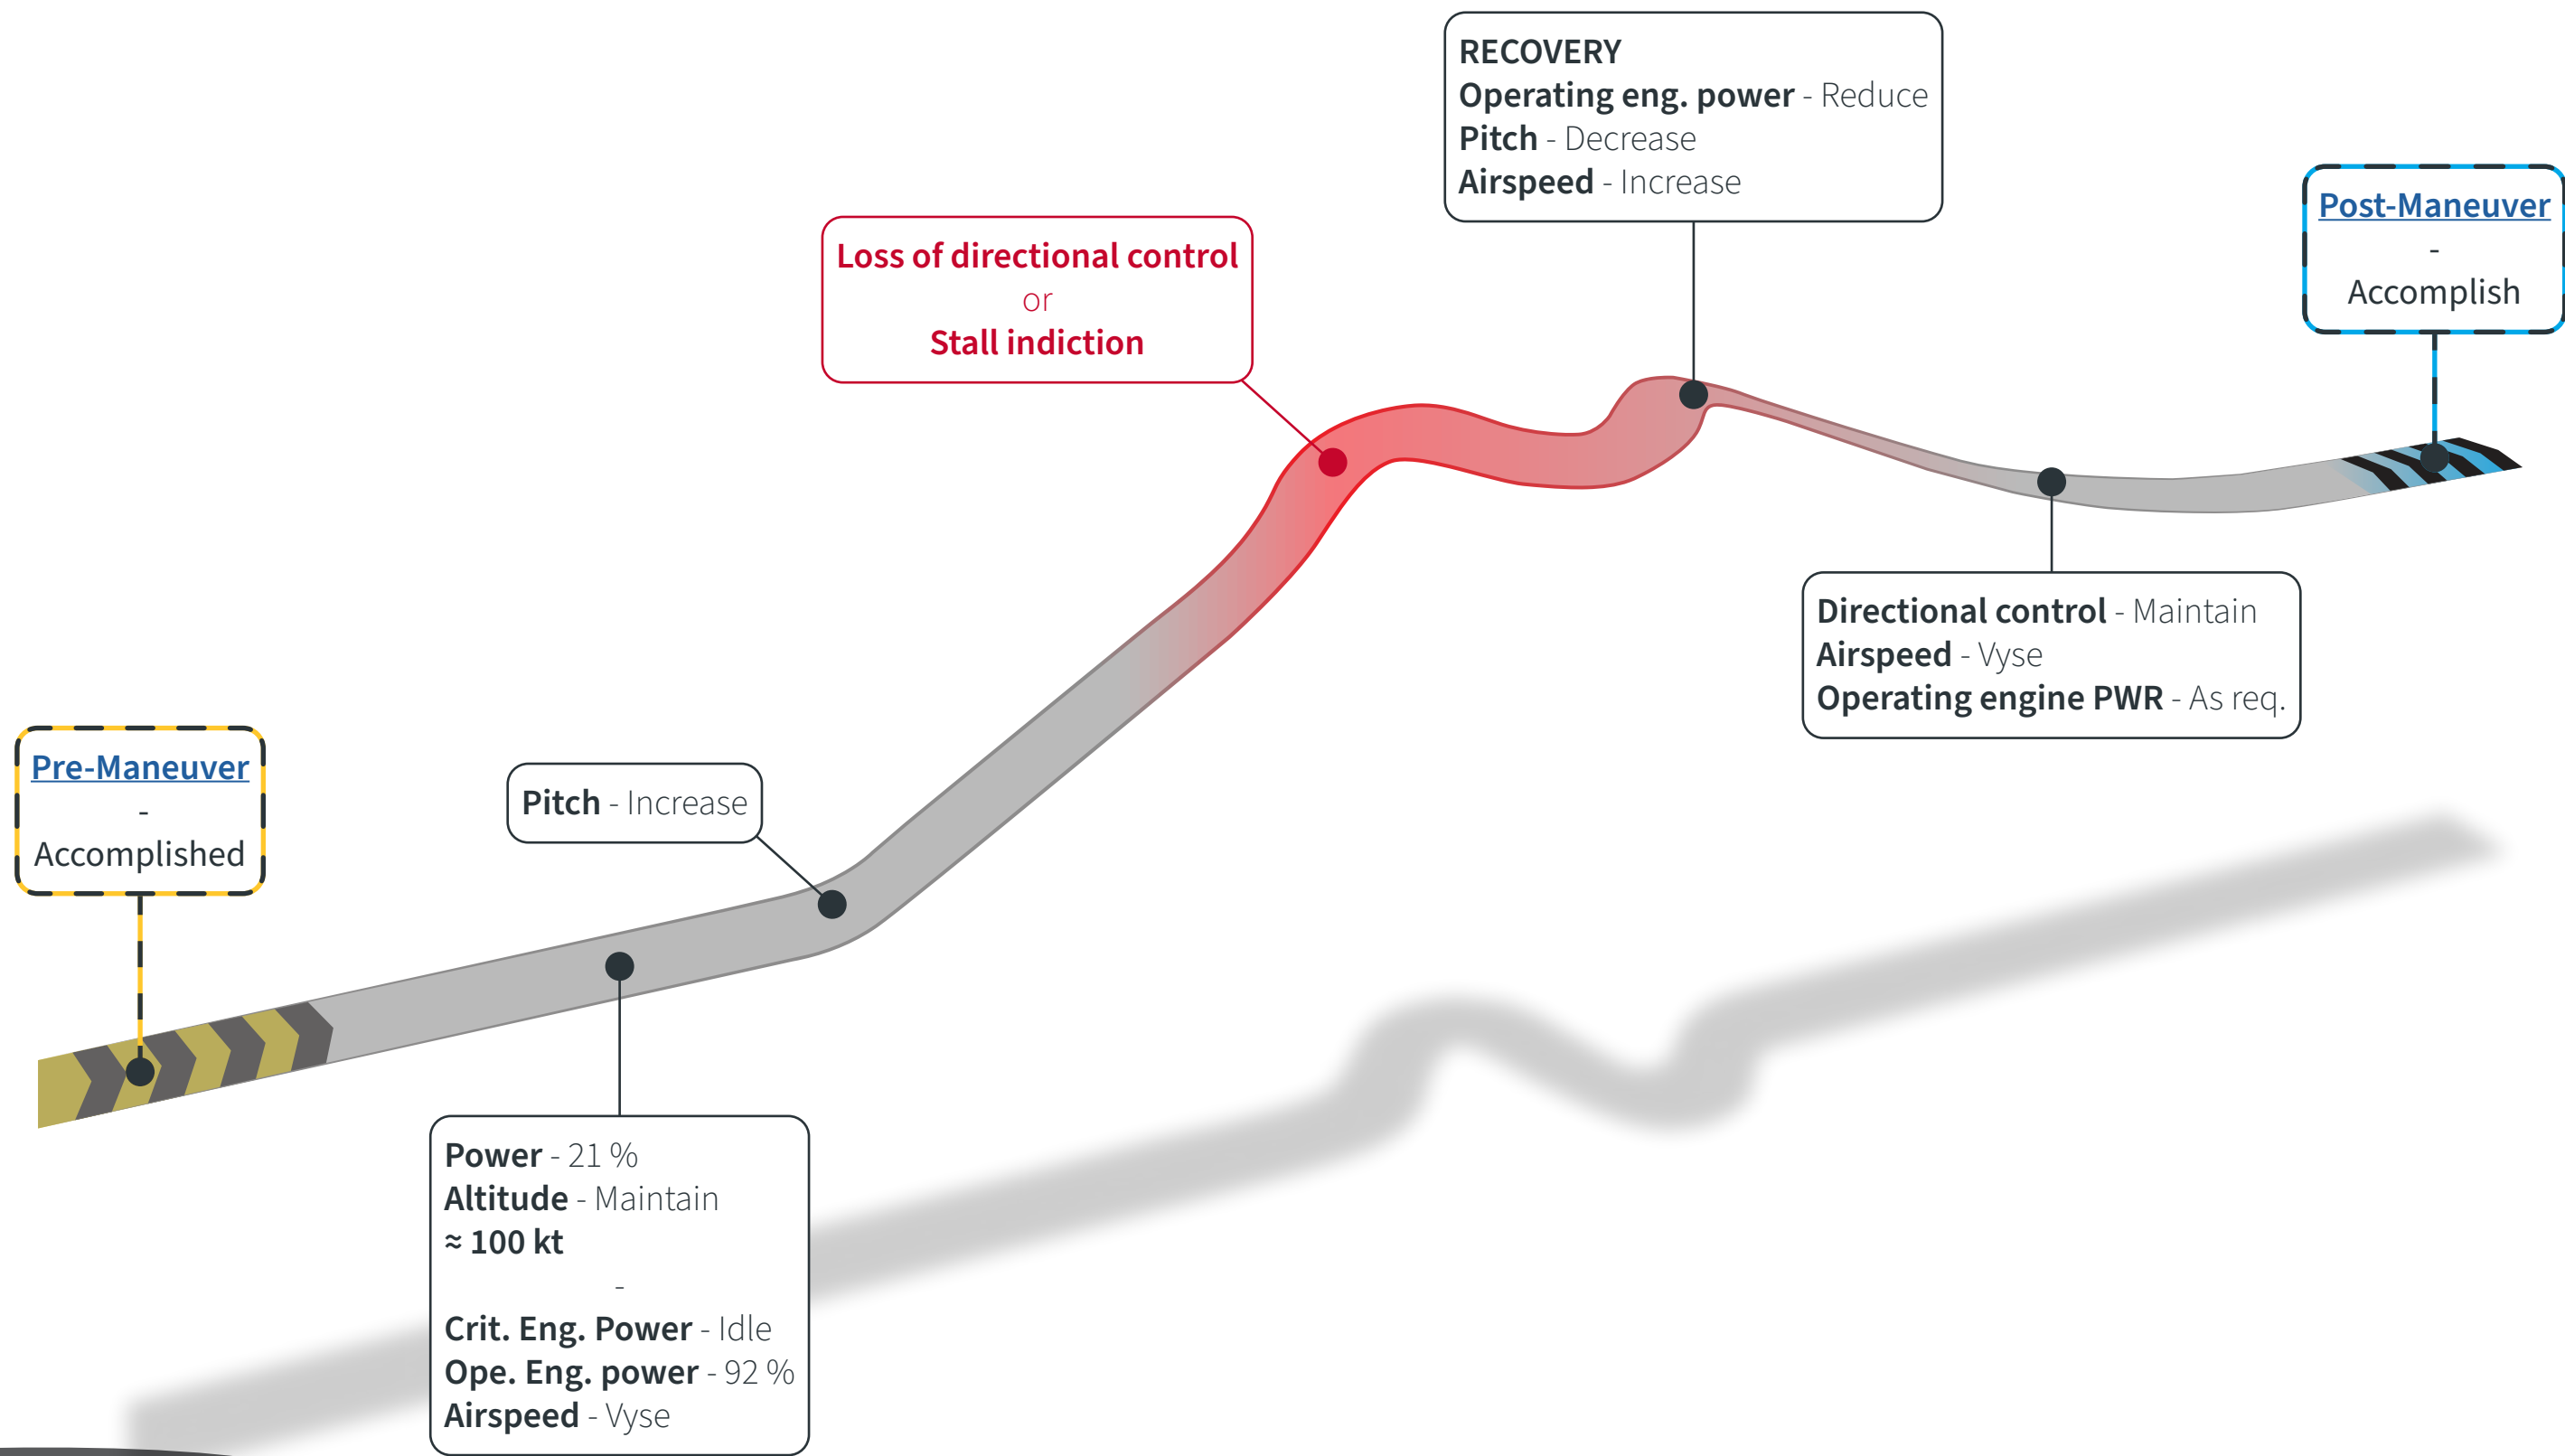 Pre-Maneuver
-
Accomplished
Power - 21 %
Altitude - Maintain
≈ 100 kt
-
Crit. Eng. Power - Idle
Ope. Eng. power - 92 %
Airspeed - Vyse
Pitch - Increase
Loss of directional control
or
Stall indiction
RECOVERY
Operating eng. power - Reduce
Pitch - Decrease
Airspeed - Increase
Directional control - Maintain
Airspeed - Vyse
Operating engine PWR - As req.
Post-Maneuver
-
Accomplish